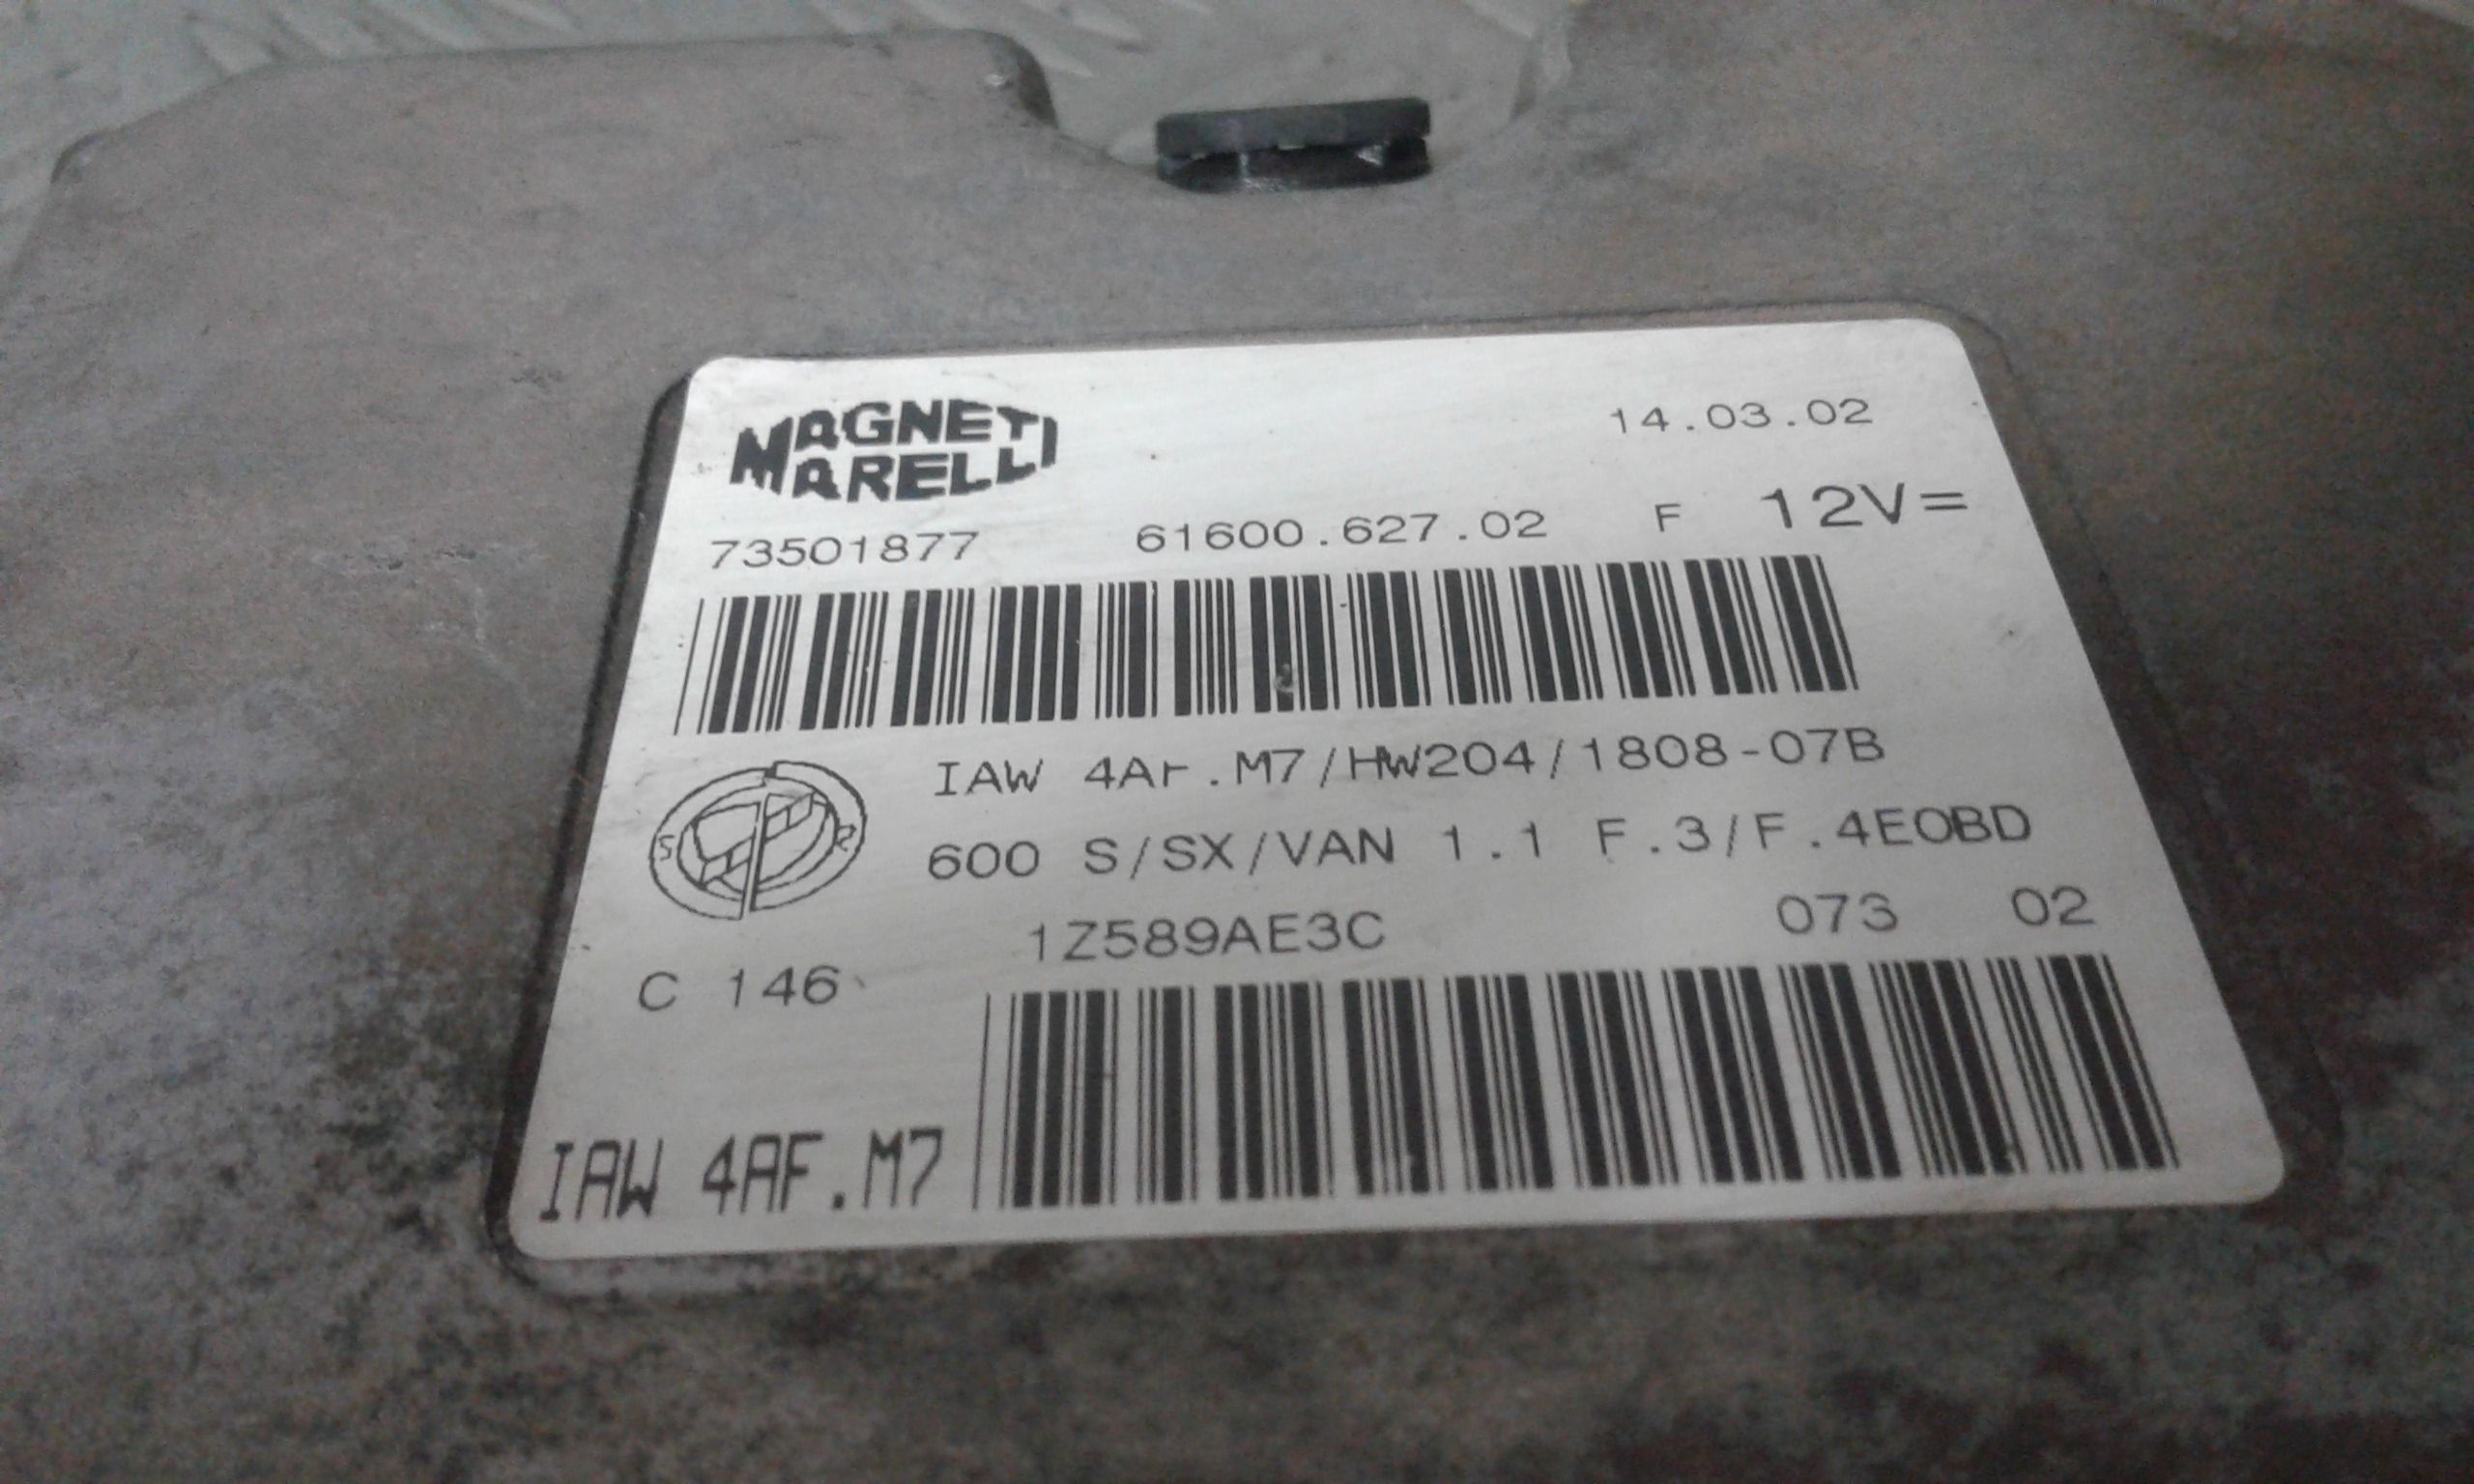 MAGNETI
MARELLI
14.03.02
73501877 61600.627.02 F 12V=
IAW 4AF.M7/HW204/1808-07B
S R
600 S/SX/VAN 1.1 F.3/F.4EOBD
1Z589AE3C 073 02
C 146
IAW 4AF.M7